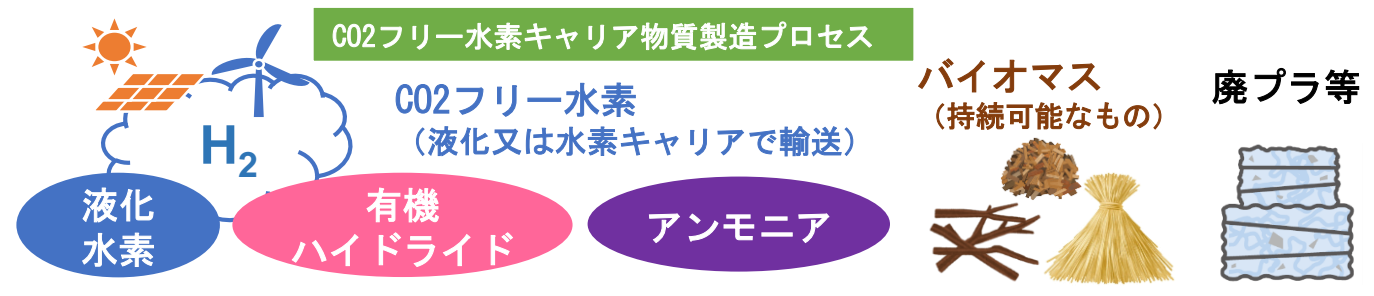 CO2フリー水素キャリア物質製造プロセス
CO2フリー水素
（液化又は水素キャリアで輸送）
H2
液化
水素
有機
ハイドライド
アンモニア
バイオマス
（持続可能なもの）
廃プラ等